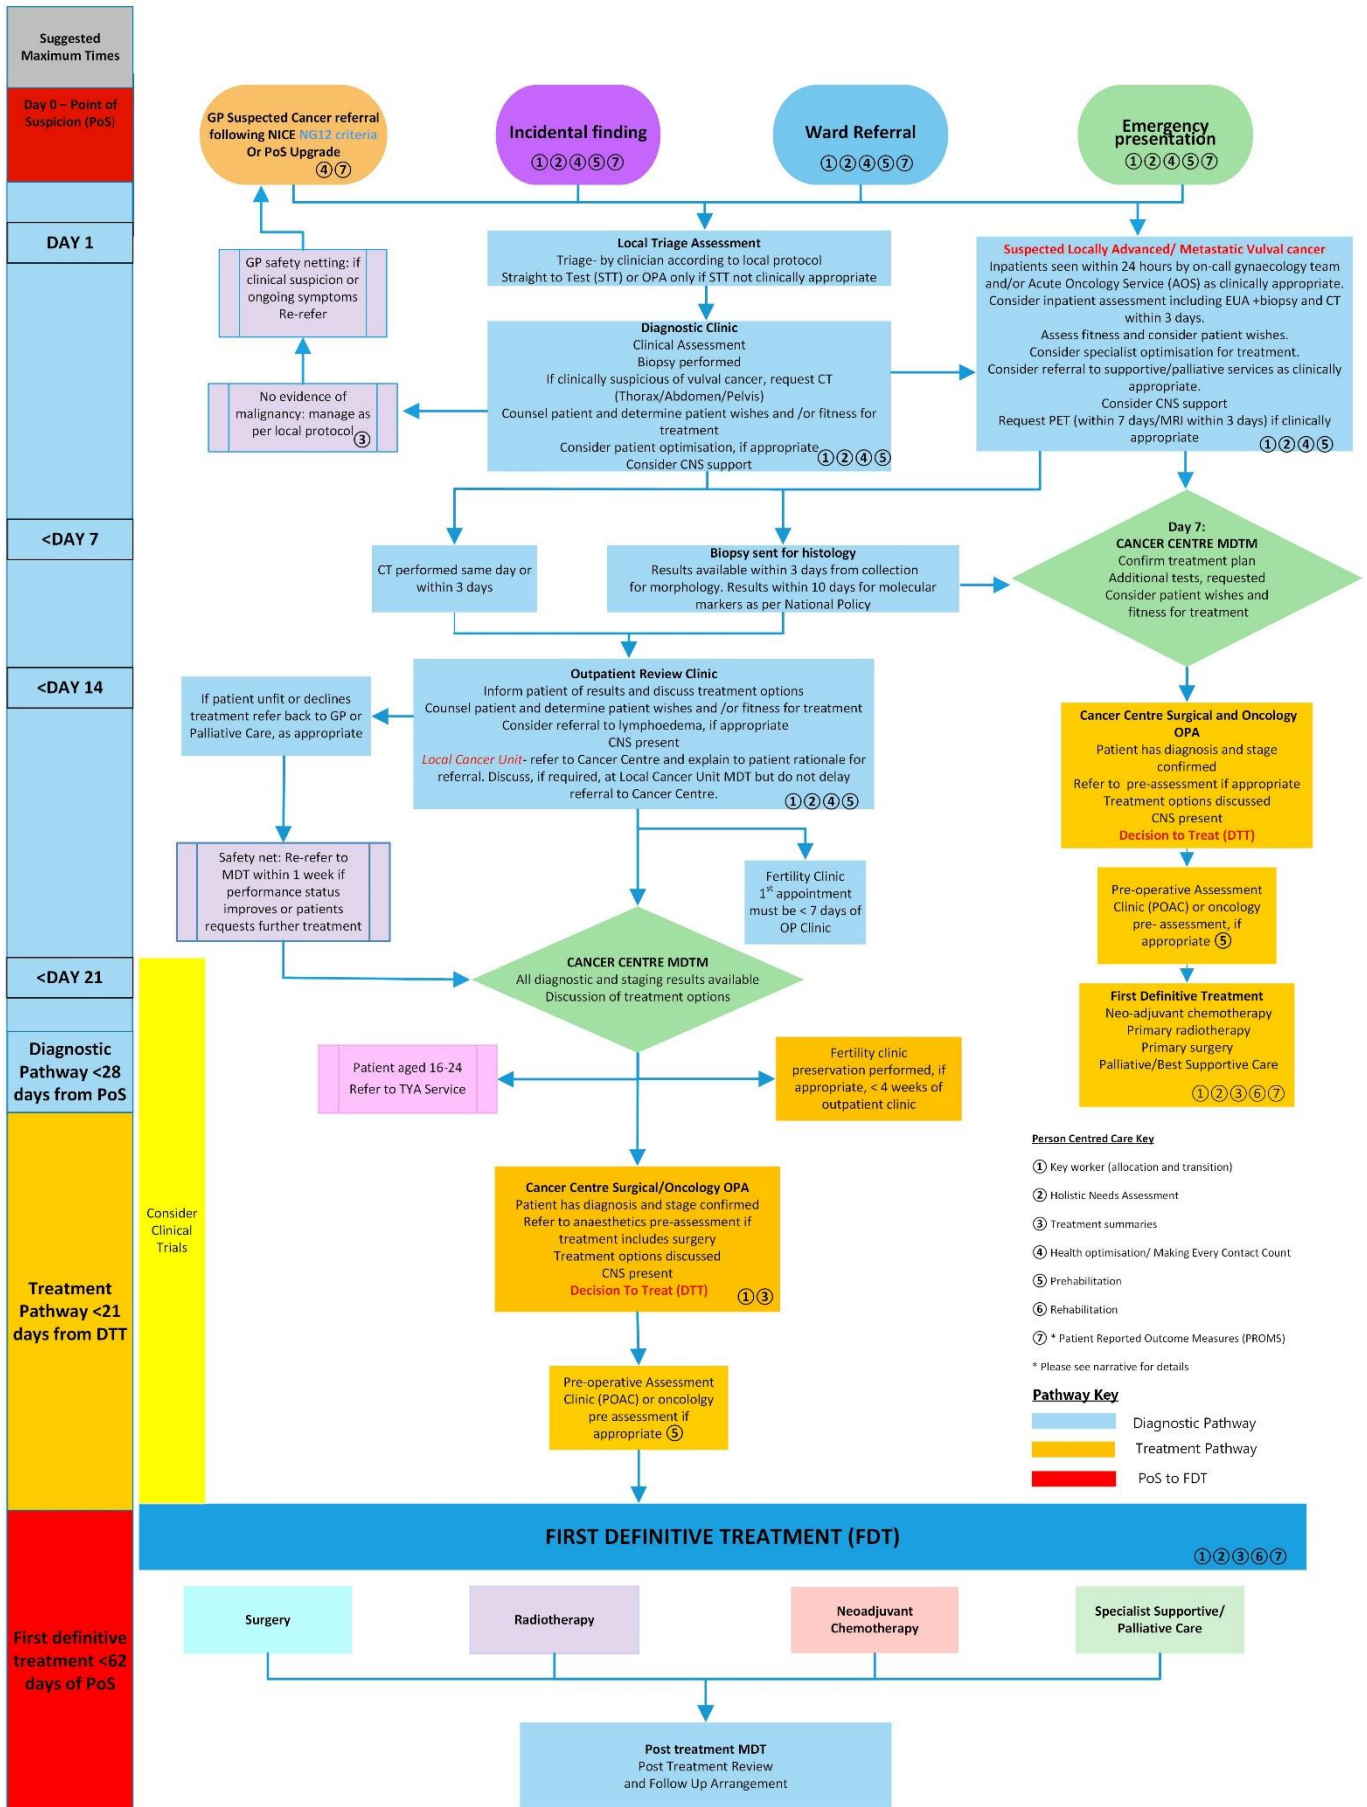 Suggested
Maximum Times
Day 0 – Point of
Suspicion (PoS)
GP Suspected Cancer referral
following NICE NG12 criteria
Or PoS Upgrade
④⑦
Incidental finding
①②④⑤⑦
Ward Referral
①②④⑤⑦
Emergency
presentation
①②④⑤⑦
DAY 1
GP safety netting: if
clinical suspicion or
ongoing symptoms
Re-refer
Local Triage Assessment
Triage- by clinician according to local protocol
Straight to Test (STT) or OPA only if STT not clinically appropriate
Suspected Locally Advanced/ Metastatic Vulval cancer
Inpatients seen within 24 hours by on-call gynaecology team
and/or Acute Oncology Service (AOS) as clinically appropriate.
Consider inpatient assessment including EUA +biopsy and CT
within 3 days.
Assess fitness and consider patient wishes.
Consider specialist optimisation for treatment.
Consider referral to supportive/palliative services as clinically
appropriate.
Consider CNS support
Request PET (within 7 days/MRI within 3 days) if clinically
appropriate
①②④⑤
Diagnostic Clinic
Clinical Assessment
Biopsy performed
If clinically suspicious of vulval cancer, request CT
(Thorax/Abdomen/Pelvis)
Counsel patient and determine patient wishes and /or fitness for
treatment
Consider patient optimisation, if appropriate
Consider CNS support
①②④⑤
No evidence of
malignancy: manage as
per local protocol
③
<DAY 7
CT performed same day or
within 3 days
Biopsy sent for histology
Results available within 3 days from collection
for morphology. Results within 10 days for molecular
markers as per National Policy
Day 7:
CANCER CENTRE MDTM
Confirm treatment plan
Additional tests, requested
Consider patient wishes and
fitness for treatment
<DAY 14
If patient unfit or declines
treatment refer back to GP or
Palliative Care, as appropriate
Outpatient Review Clinic
Inform patient of results and discuss treatment options
Counsel patient and determine patient wishes and /or fitness for treatment
Consider referral to lymphoedema, if appropriate
CNS present
Local Cancer Unit- refer to Cancer Centre and explain to patient rationale for
referral. Discuss, if required, at Local Cancer Unit MDT but do not delay
referral to Cancer Centre.
①②④⑤
Cancer Centre Surgical and Oncology
OPA
Patient has diagnosis and stage
confirmed
Refer to pre-assessment if appropriate
Treatment options discussed
CNS present
Decision to Treat (DTT)
Safety net: Re-refer to
MDT within 1 week if
performance status
improves or patients
requests further treatment
Fertility Clinic
1st appointment
must be < 7 days of
OP Clinic
Pre-operative Assessment
Clinic (POAC) or oncology
pre- assessment, if
appropriate ⑤
<DAY 21
CANCER CENTRE MDTM
All diagnostic and staging results available
Discussion of treatment options
First Definitive Treatment
Neo-adjuvant chemotherapy
Primary radiotherapy
Primary surgery
Palliative/Best Supportive Care
①②③⑥⑦
Diagnostic
Pathway <28
days from PoS
Patient aged 16-24
Refer to TYA Service
Fertility clinic
preservation performed, if
appropriate, < 4 weeks of
outpatient clinic
Treatment
Pathway <21
days from DTT
Consider
Clinical
Trials
Cancer Centre Surgical/Oncology OPA
Patient has diagnosis and stage confirmed
Refer to anaesthetics pre-assessment if
treatment includes surgery
Treatment options discussed
CNS present
Decision To Treat (DTT)
①③
Pre-operative Assessment
Clinic (POAC) or oncololgy
pre assessment if
appropriate ⑤
Person Centred Care Key
① Key worker (allocation and transition)
② Holistic Needs Assessment
③ Treatment summaries
④ Health optimisation/ Making Every Contact Count
⑤ Prehabilitation
⑥ Rehabilitation
⑦ * Patient Reported Outcome Measures (PROMS)
* Please see narrative for details
Pathway Key
Diagnostic Pathway
Treatment Pathway
PoS to FDT
FIRST DEFINITIVE TREATMENT (FDT)
①②③⑥⑦
First definitive
treatment <62
days of PoS
Surgery
Radiotherapy
Neoadjuvant
Chemotherapy
Specialist Supportive/
Palliative Care
Post treatment MDT
Post Treatment Review
and Follow Up Arrangement